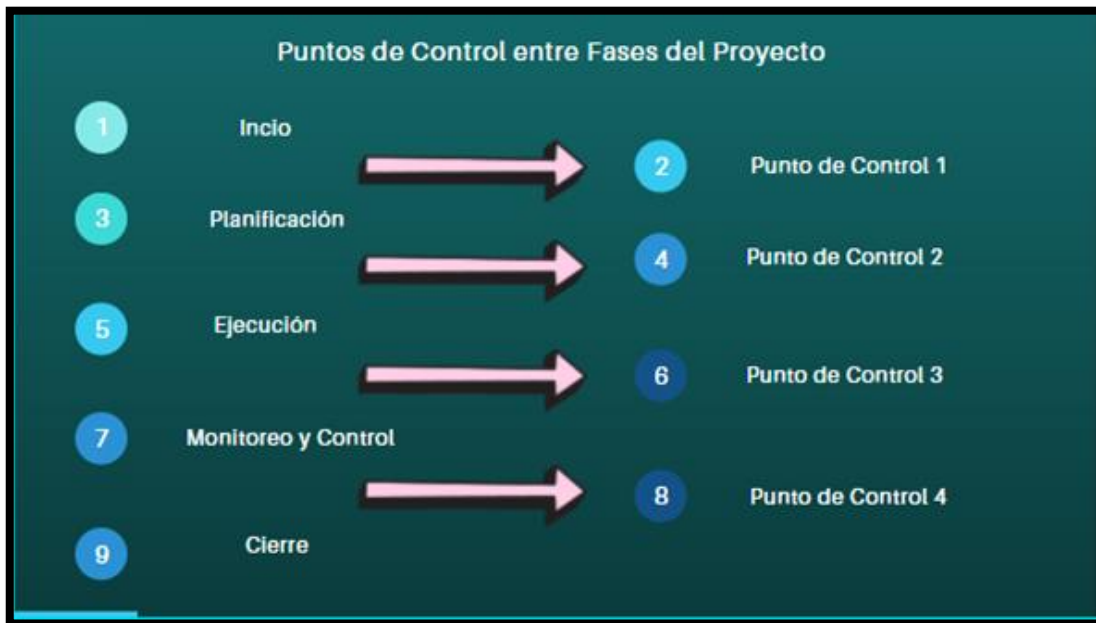 Puntos de Control entre Fases del Proyecto
1 Incio
2 Punto de Control 1
3 Planificación
4 Punto de Control 2
5 Ejecución
6 Punto de Control 3
7 Monitoreo y Control
8 Punto de Control 4
9 Cierre